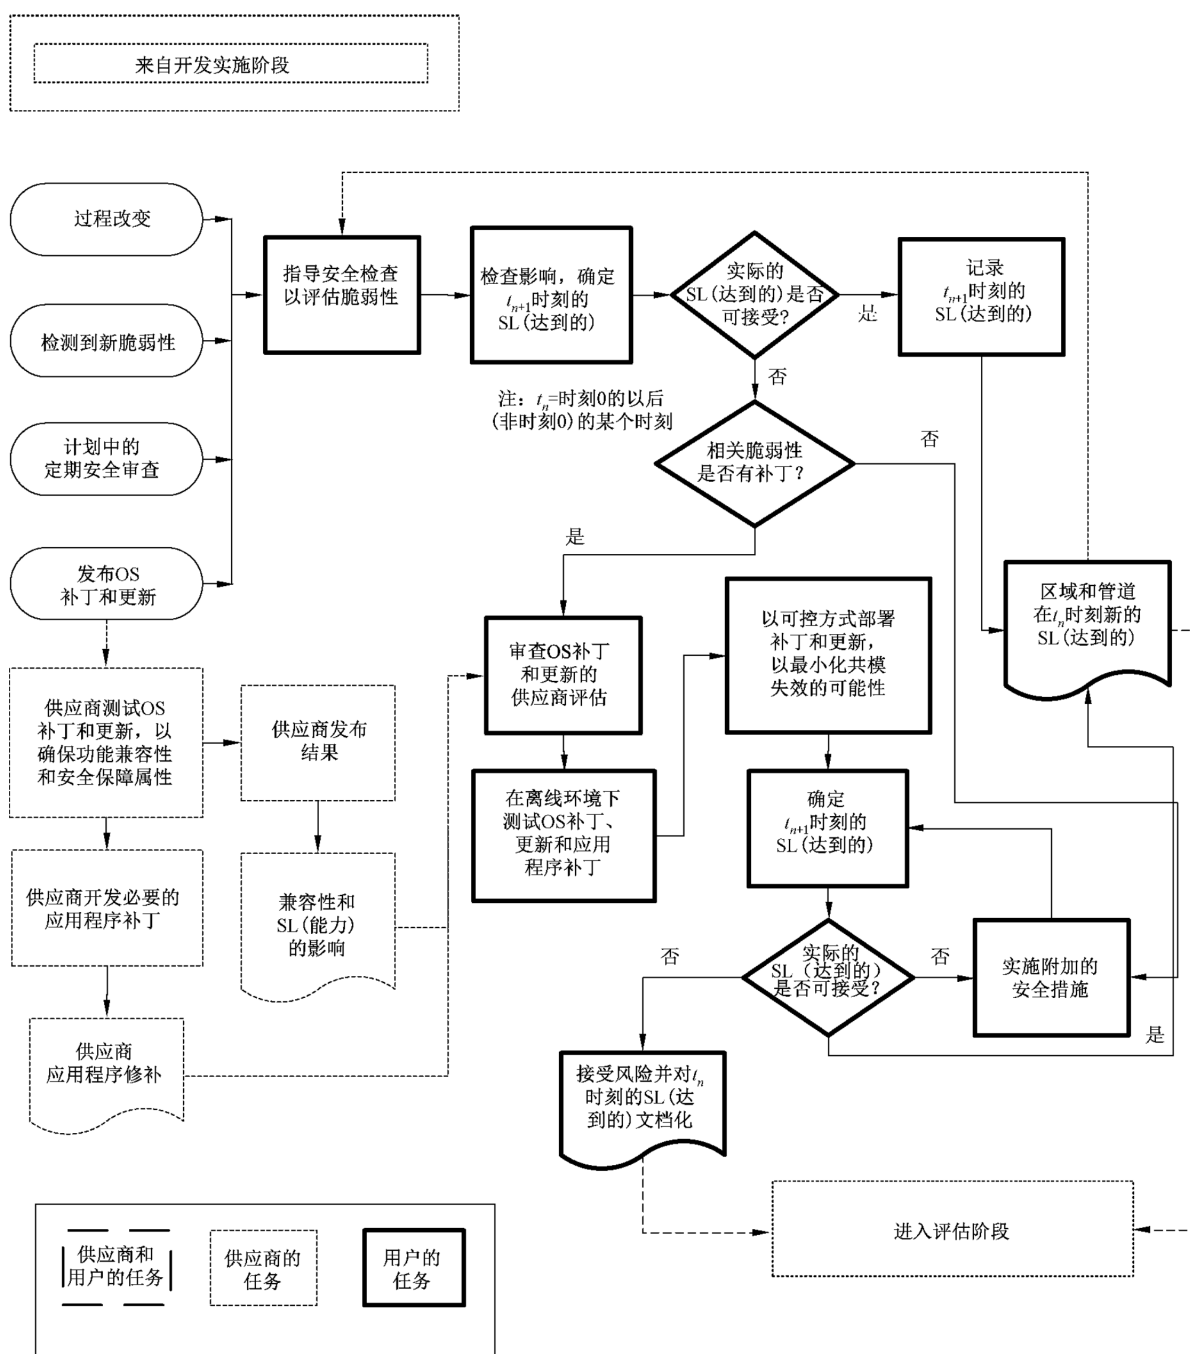 来自开发实施阶段
过程改变
检测到新脆弱性
计划中的
定期安全审查
发布OS
补丁和更新
指导安全检查
以评估脆弱性
检查影响，确定
tn+1时刻的
SL(达到的)
实际的
SL(达到的)是否
可接受?
是
记录
tn+1时刻的
SL(达到的)
否
注：tn=时刻0的以后
(非时刻0)的某个时刻
相关脆弱性
是否有补丁？
否
是
区域和管道
在tn时刻新的
SL(达到的)
审查OS补丁
和更新的
供应商评估
以可控方式部署
补丁和更新，
以最小化共模
失效的可能性
供应商测试OS
补丁和更新，以
确保功能兼容性
和安全保障属性
供应商发布
结果
在离线环境下
测试OS补丁、
更新和应用
程序补丁
确定
tn+1时刻的
SL(达到的)
供应商开发必要的
应用程序补丁
兼容性和
SL(能力)
的影响
否
实际的
SL（达到的）
是否可接受？
否
实施附加的
安全措施
是
供应商
应用程序修补
接受风险并对tn
时刻的SL(达
到的)文档化
进入评估阶段
供应商和
用户的任务
供应商的
任务
用户的
任务